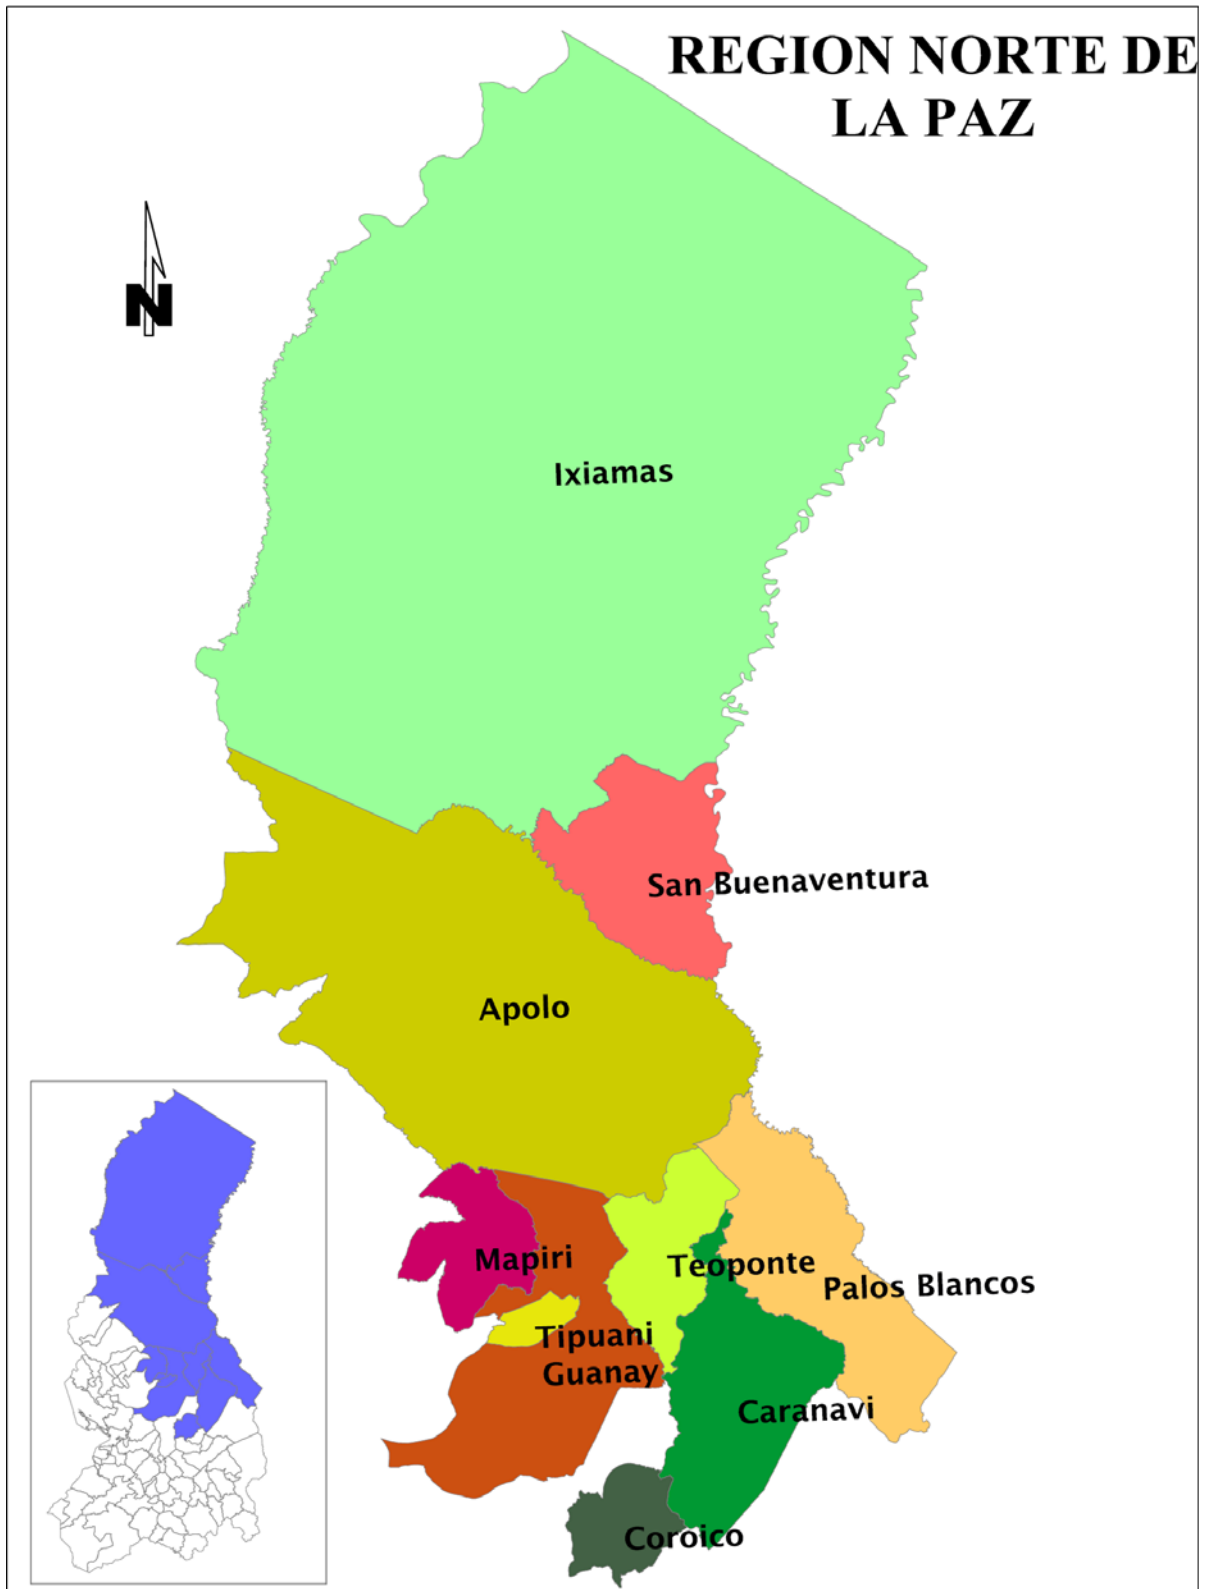 REGION NORTE DE
LA PAZ
N
Ixiamas
San Buenaventura
Apolo
Mapiri
Teoponte
Palos Blancos
Tipuani
Guanay
Caranavi
Coroico